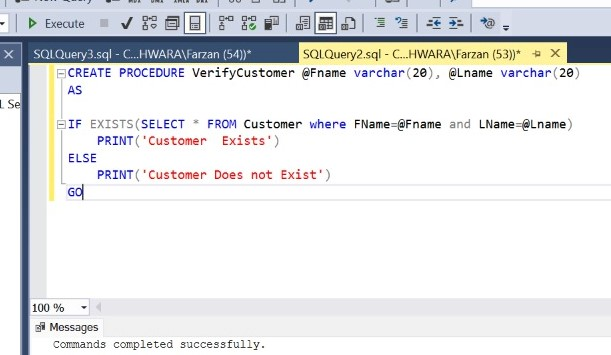 Execute
SQLQuery3.sql - C...HWARA\Farzan (54))*
SQLQuery2.sql - C...HWARA\Farzan (53))*
CREATE PROCEDURE VerifyCustomer @Fname varchar(20), @Lname varchar(20)
AS
IF EXISTS(SELECT * FROM Customer where FName=@Fname and LName=@Lname)
PRINT('Customer  Exists')
ELSE
PRINT('Customer Does not Exist')
GO
100 %
Messages
Commands completed successfully.